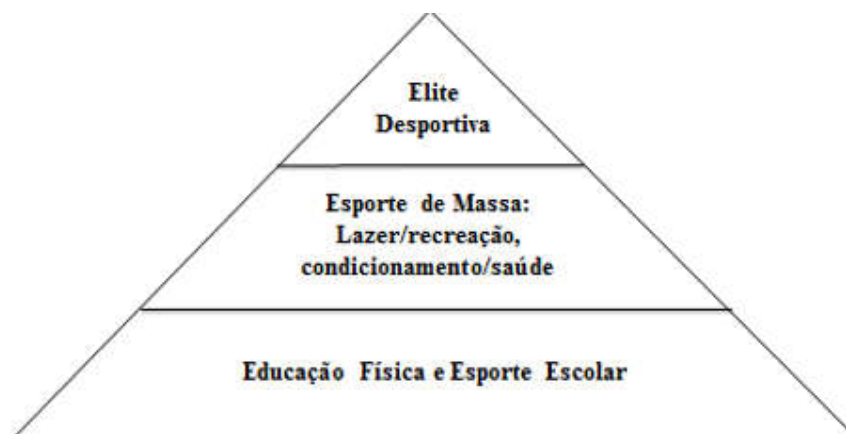 Elite
Desportiva
Esporte de Massa:
Lazer/recreação,
condicionamento/saúde
Educação Física e Esporte Escolar